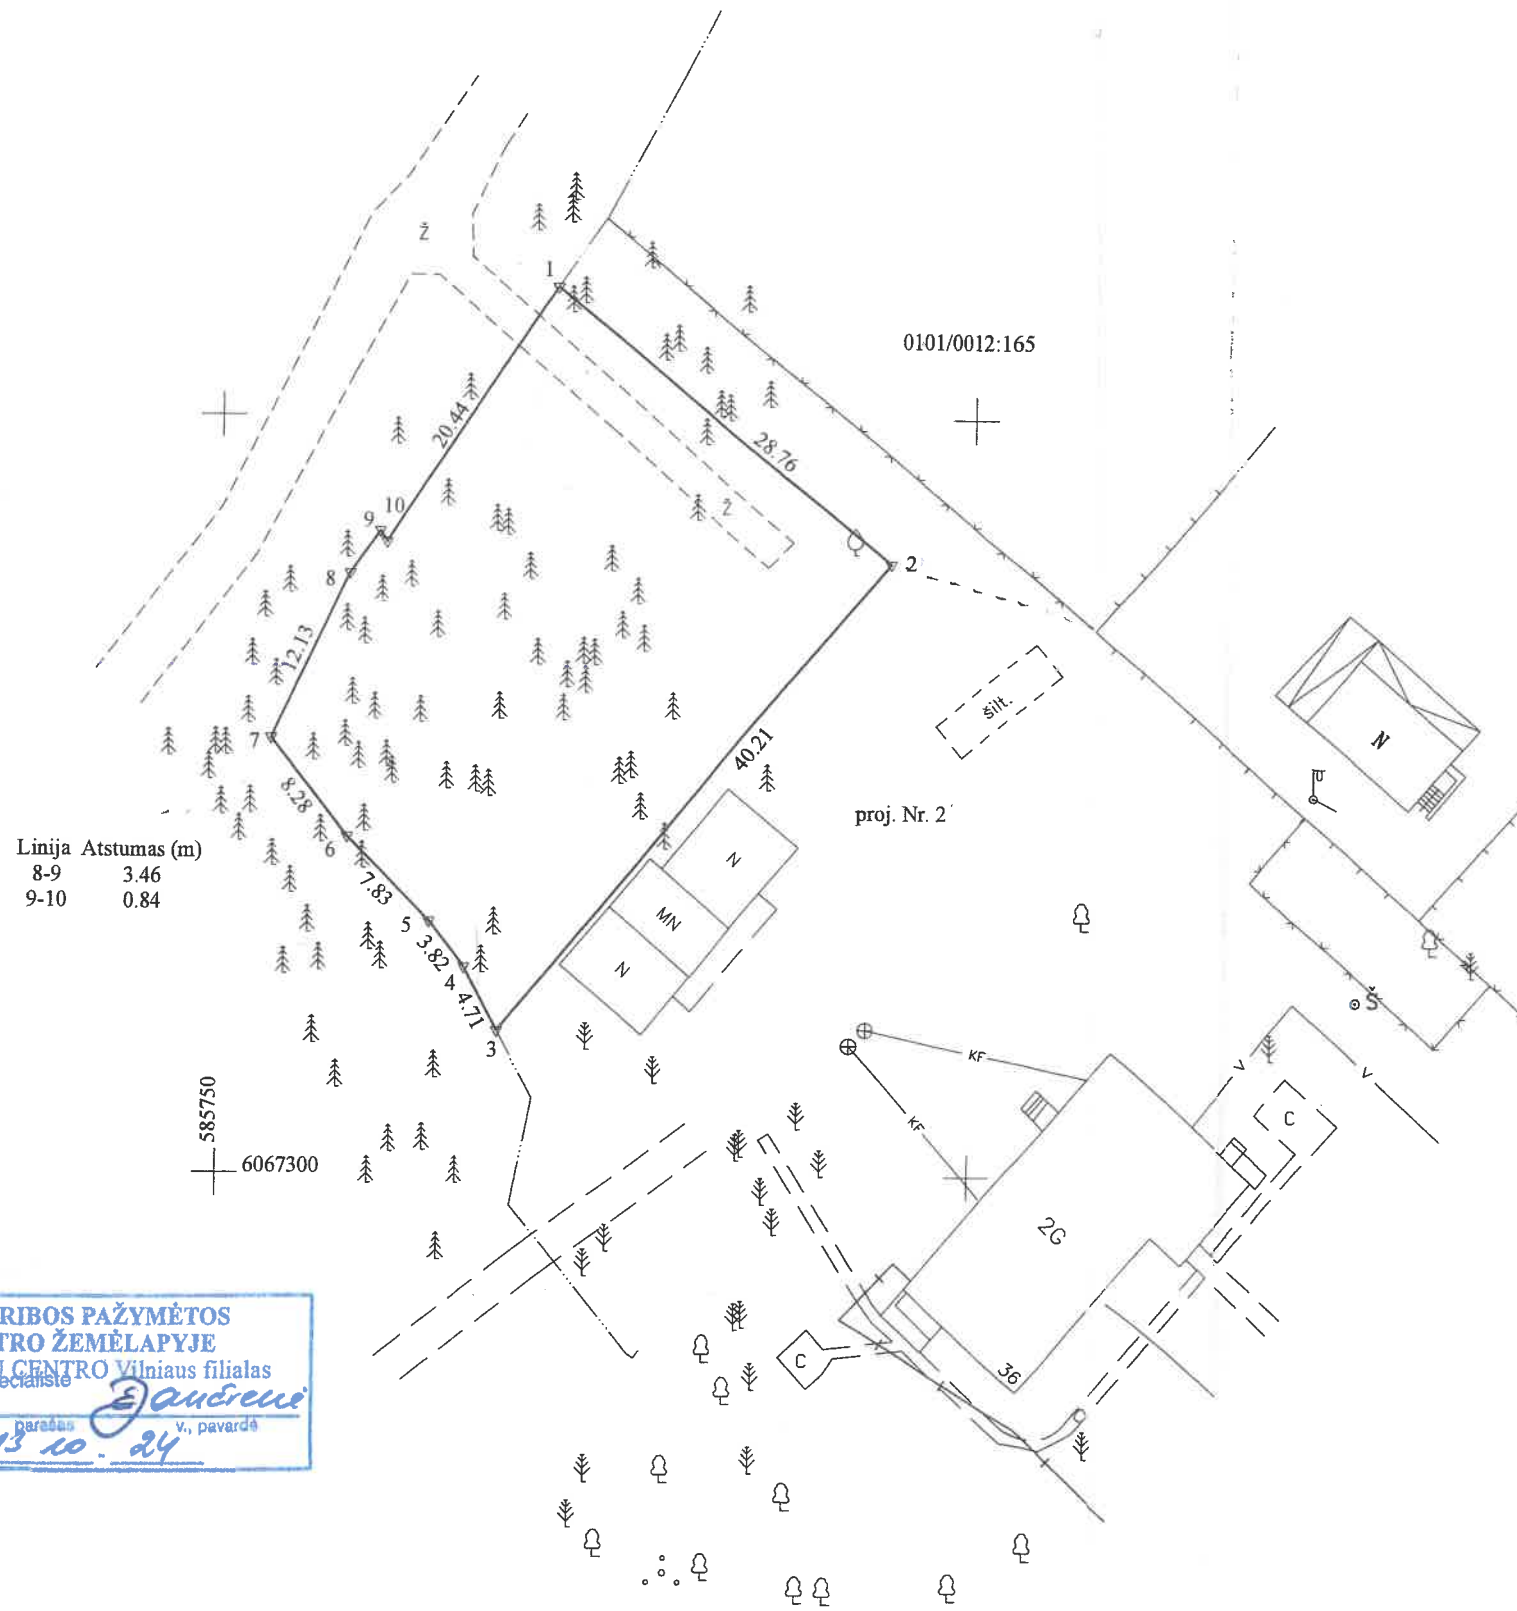 Ž
1
0101/0012:165
20.44
28.76
10
9
Ž
2
8
12.13
šilt.
N
7
40.21
8.28
proj. Nr. 2
Linija Atstumas (m)
8-9 3.46
9-10 0.84
6
7.83
N
MN
N
5
3.82
4
4.71
3
Š
KF
KF
V
V
C
585750
6067300
2G
C
36
RIBOS PAŽYMĖTOS
TRO ŽEMĖLAPYJE
CENTRO Vilniaus filialas
ecialistė
parašas
v., pavardė
13 10. 24